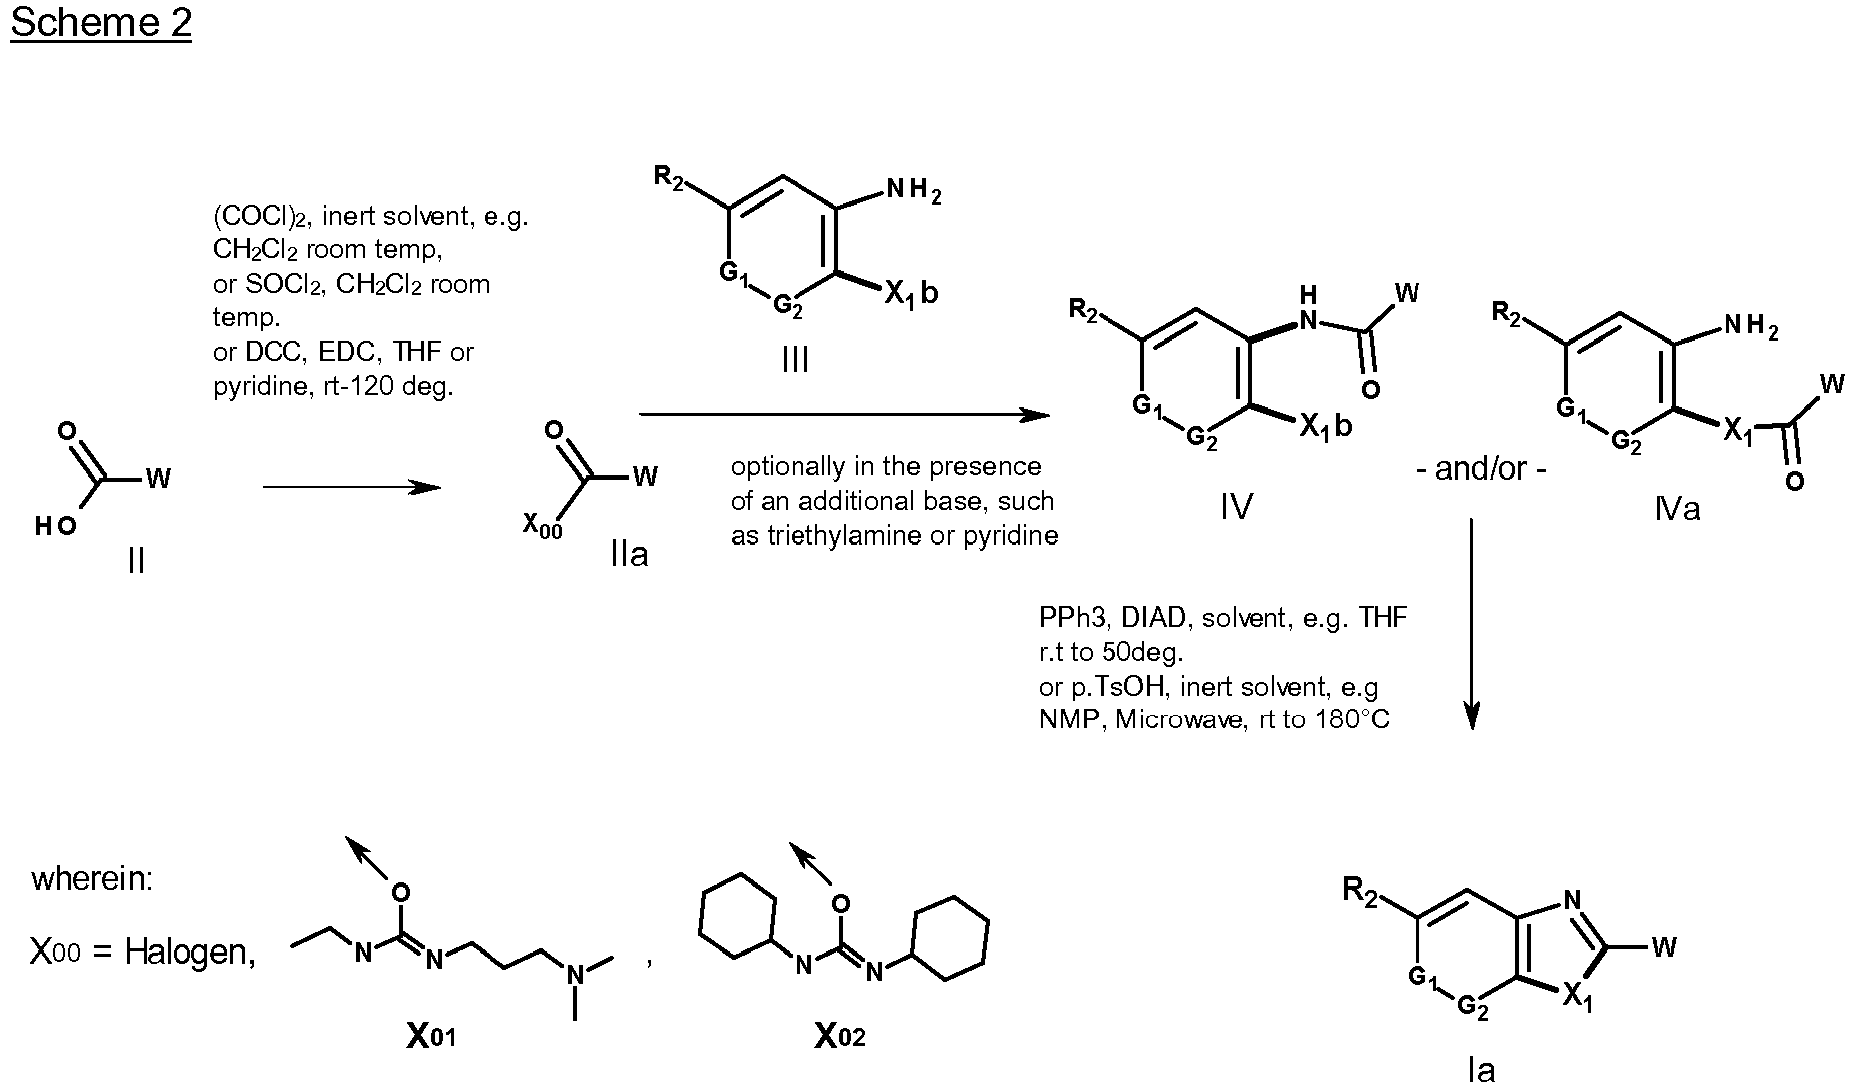 Scheme 2
(COCl)2, inert solvent, e.g.
CH2Cl2 room temp,
or SOCl2, CH2Cl2 room
temp.
or DCC, EDC, THF or
pyridine, rt-120 deg.
R2
NH2
G1
G2
X1b
III
O
W
HO
II
O
W
X00
IIa
optionally in the presence
of an additional base, such
as triethylamine or pyridine
R2
H
N
W
O
G1
G2
X1b
IV
- and/or -
R2
NH2
W
G1
G2
X1
O
IVa
PPh3, DIAD, solvent, e.g. THF
r.t to 50deg.
or p.TsOH, inert solvent, e.g
NMP, Microwave, rt to 180°C
wherein:
X00 = Halogen,
O
N
N
N
,
X01
O
N
N
X02
R2
N
W
G1
G2
X1
Ia